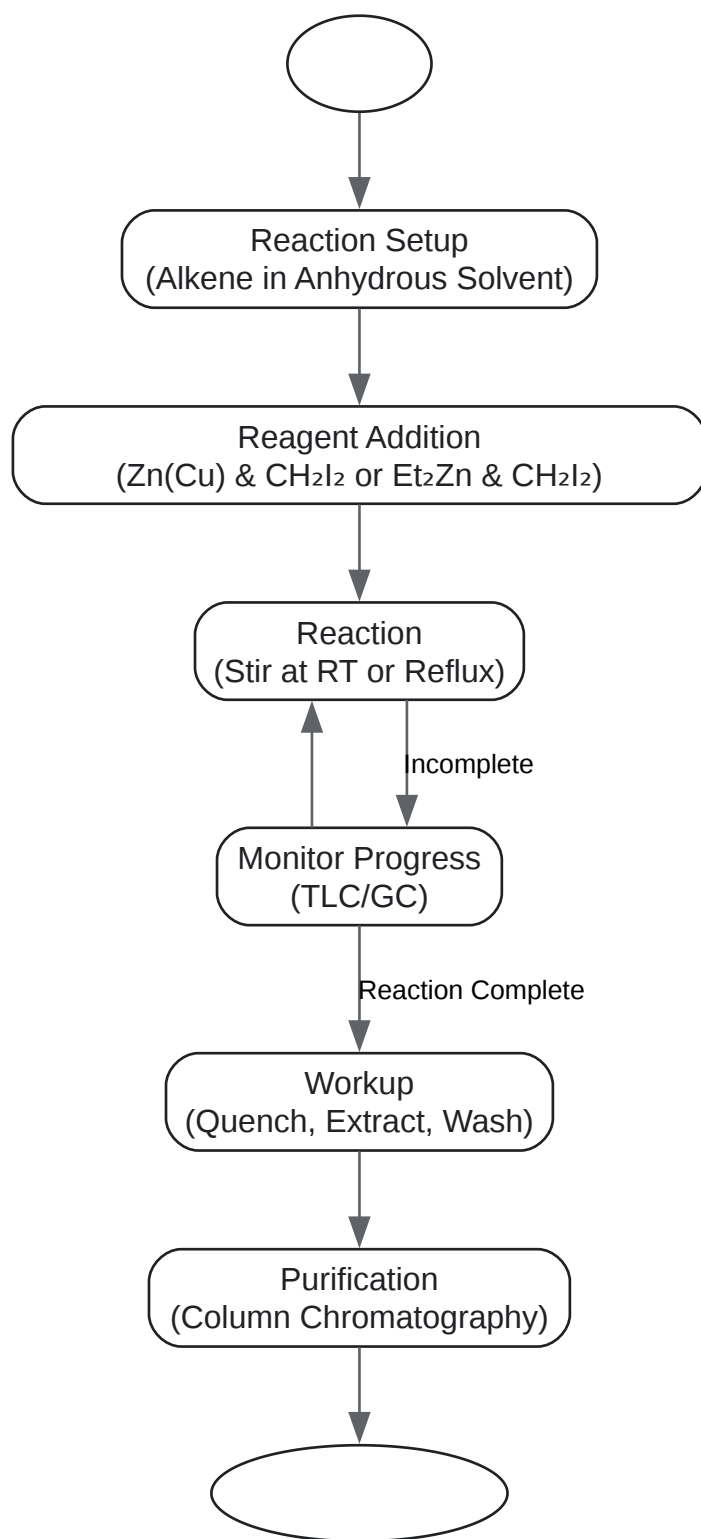 Reaction Setup
(Alkene in Anhydrous Solvent)
Reagent Addition
(Zn(Cu) & CH₂I₂ or Et₂Zn & CH₂I₂)
Reaction
(Stir at RT or Reflux)
Incomplete
Monitor Progress
(TLC/GC)
Reaction Complete
Workup
(Quench, Extract, Wash)
Purification
(Column Chromatography)